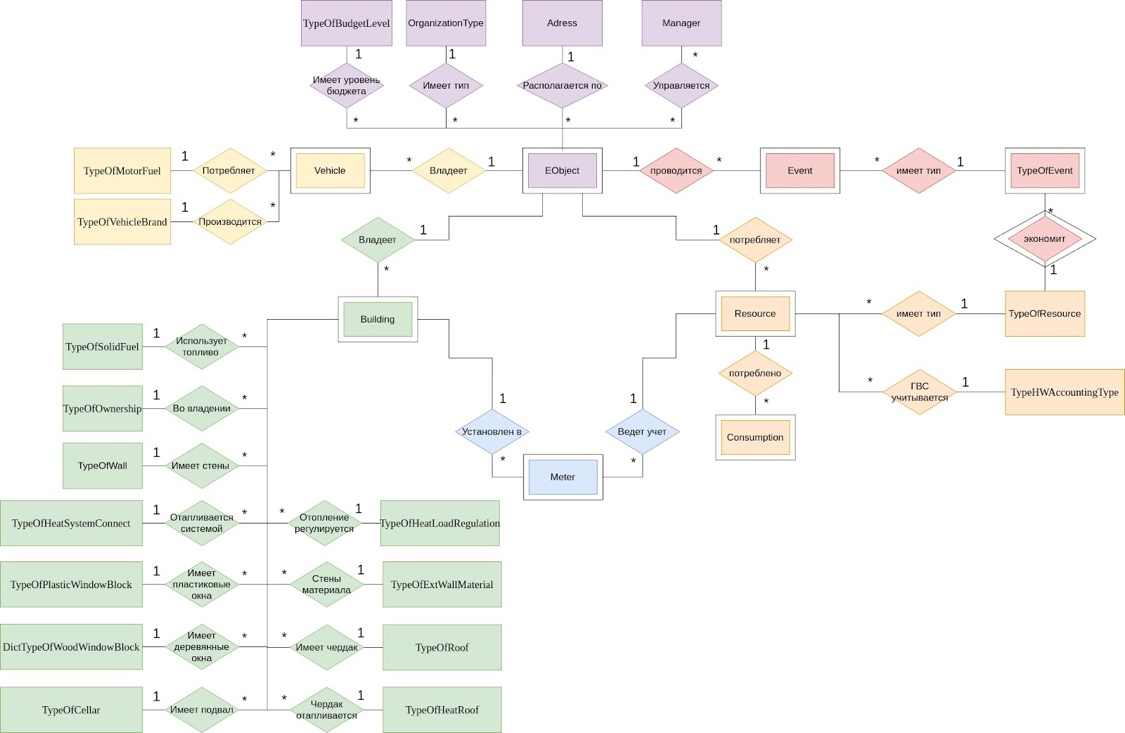 TypeOfBudgetLevel
OrganizationType
Adress
Manager
1
1
1
*
Имеет уровень
бюджета
Имеет тип
Располагается по
Управляется
*
*
*
*
TypeOfMotorFuel
1
Потребляет
*
Vehicle
*
Владеет
1
EObject
1
проводится
*
Event
*
имеет тип
1
TypeOfEvent
TypeOfVehicleBrand
1
Производится
*
*
экономит
1
Владеет
1
*
1
потребляет
*
Building
Resource
*
имеет тип
1
TypeOfResource
1
потреблено
*
Consumption
*
ГВС
учитывается
1
TypeHWAccountingType
1
Установлен в
*
1
Ведет учет
*
Meter
TypeOfSolidFuel
1
Использует
топливо
*
TypeOfOwnership
1
Во владении
*
TypeOfWall
1
Имеет стены
*
TypeOfHeatSystemConnect
1
Отапливается
системой
*
*
Отопление
регулируется
1
TypeOfHeatLoadRegulation
TypeOfPlasticWindowBlock
1
Имеет
пластиковые
окна
*
*
Стены
материала
1
TypeOfExtWallMaterial
DictTypeOfWoodWindowBlock
1
Имеет
деревянные
окна
*
*
Имеет чердак
1
TypeOfRoof
TypeOfCellar
1
Имеет подвал
*
*
Чердак
отапливается
1
TypeOfHeatRoof